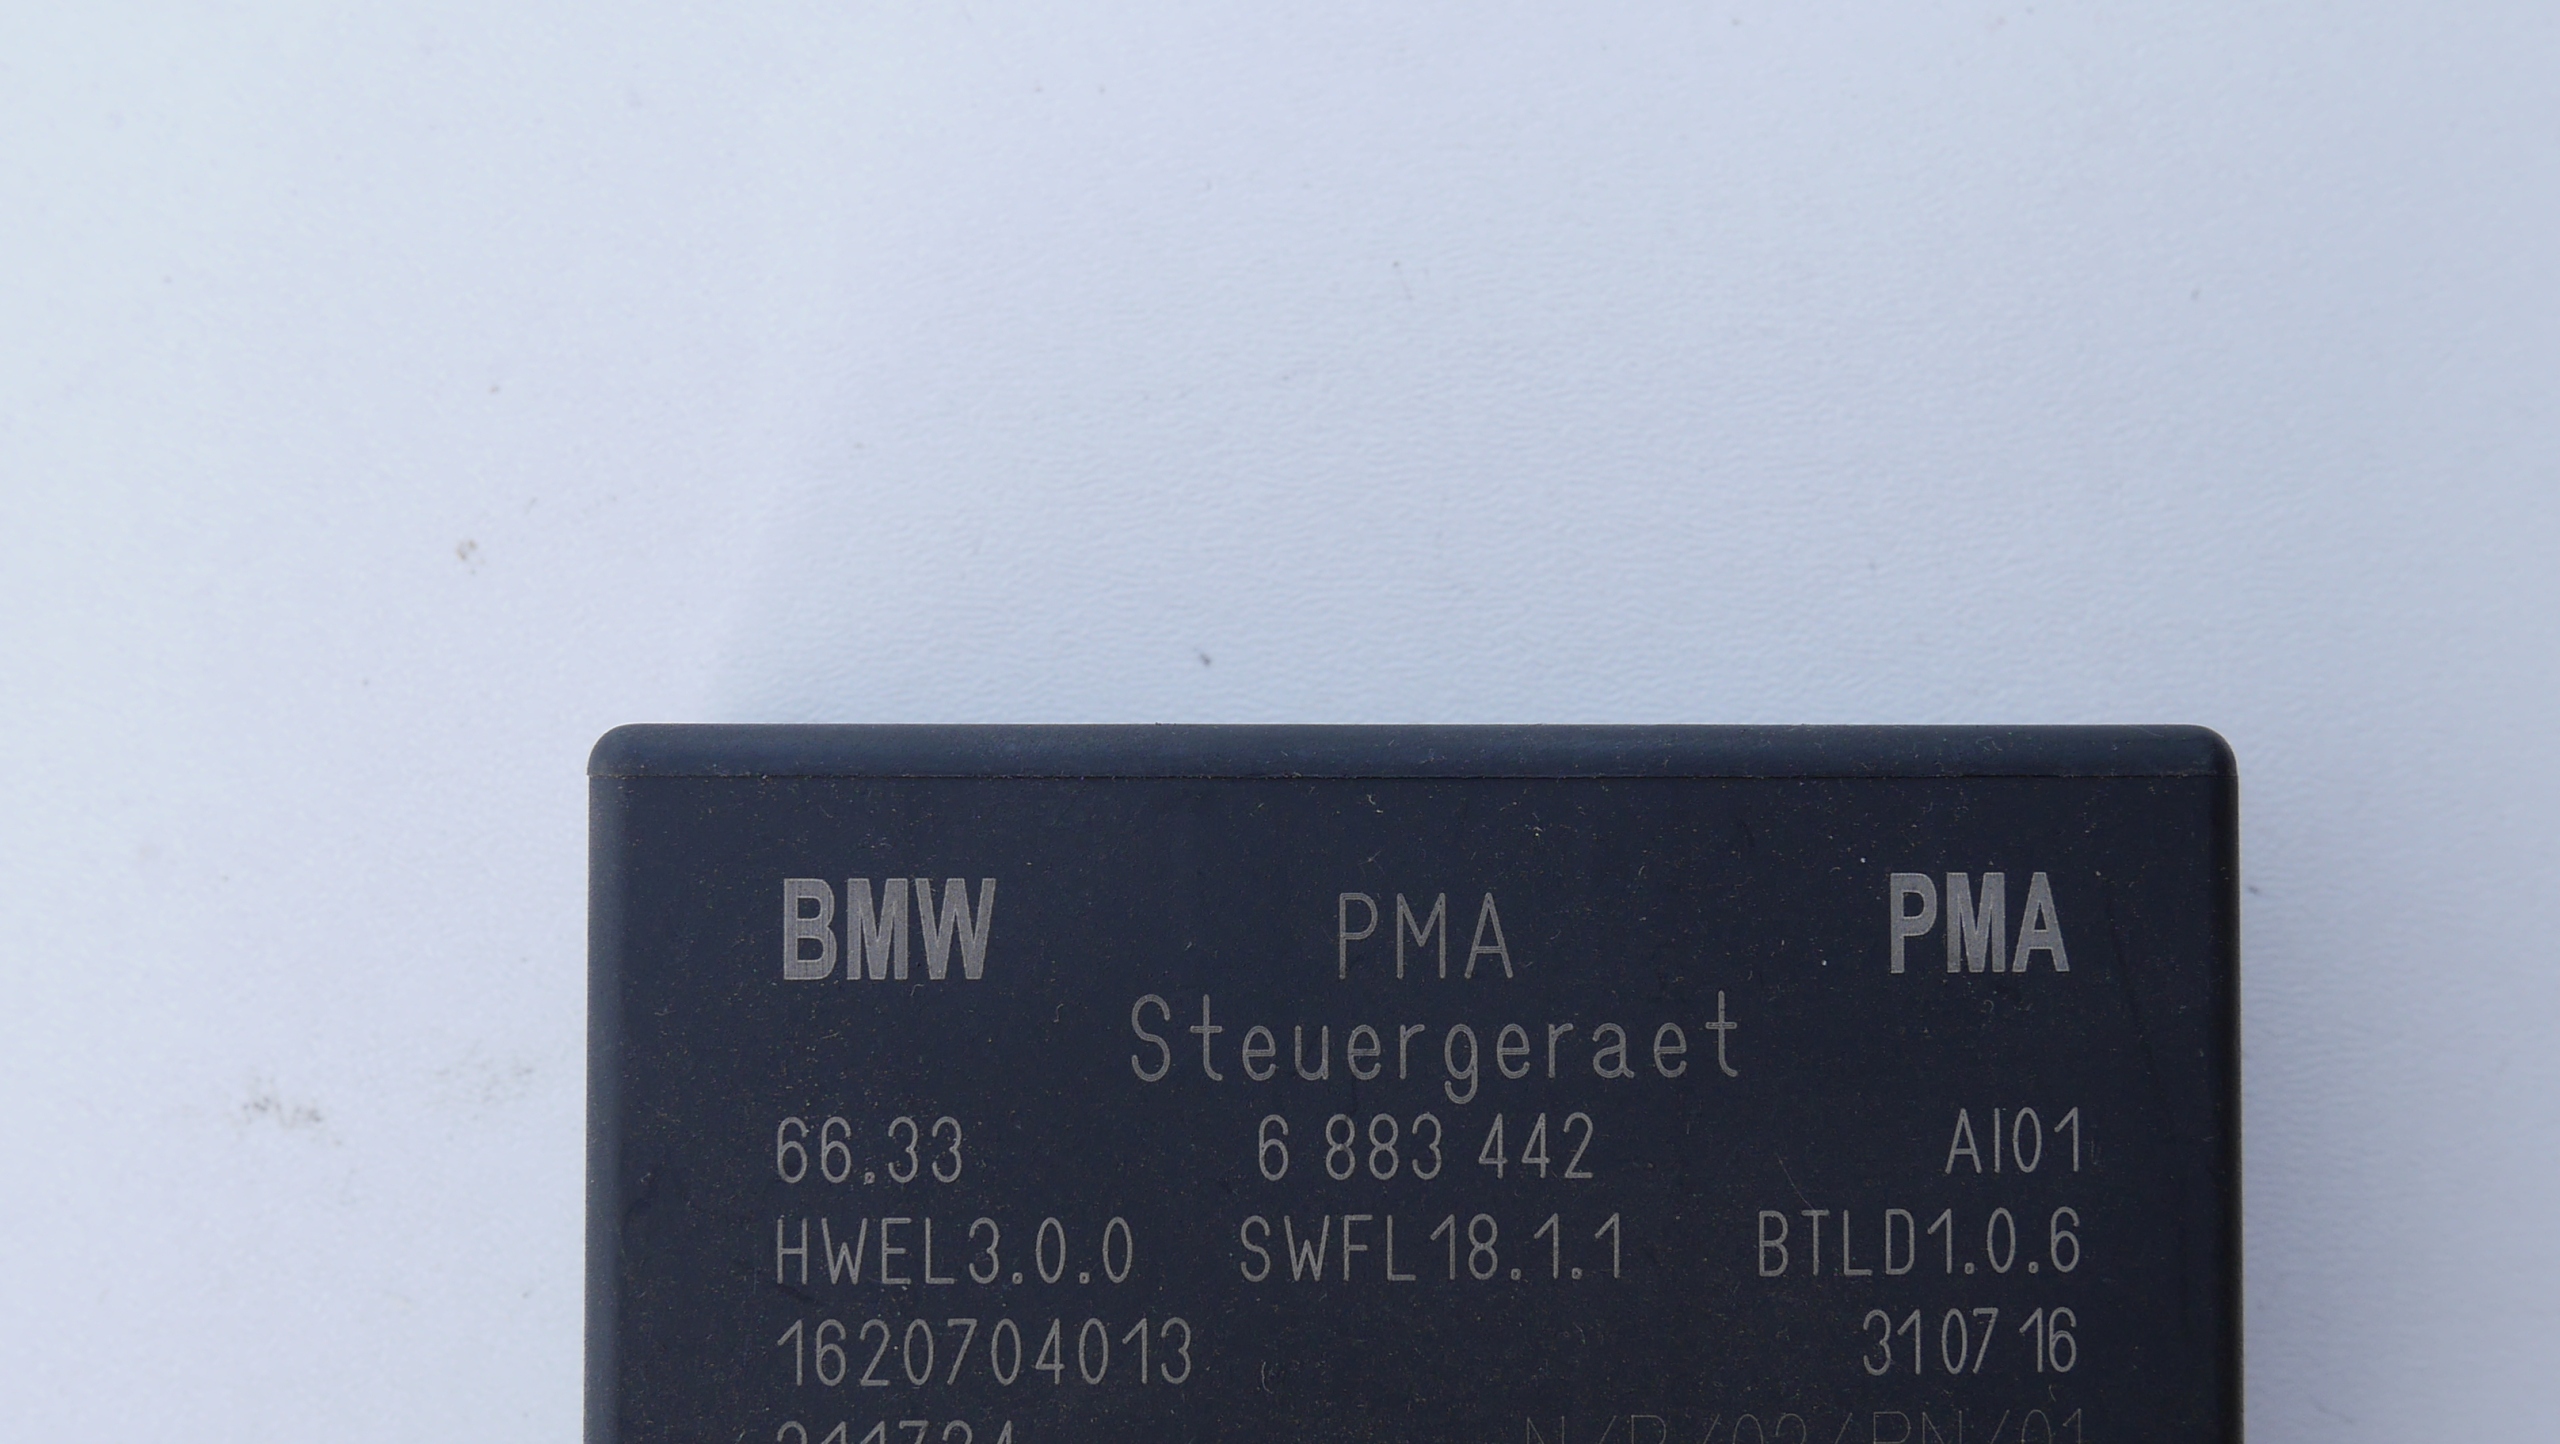 BMW PMA PMA
Steuergeraet
66.33 6 883 442 AI01
HWEL3.0.0 SWFL18.1.1 BTLD1.0.6
1620704013 310716